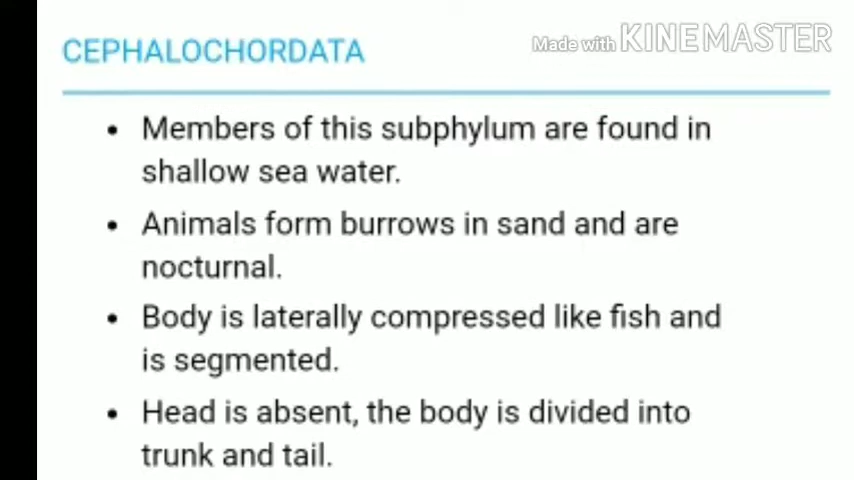 CEPHALOCHORDATA
Made with KINEMASTER
• Members of this subphylum are found in
shallow sea water.
• Animals form burrows in sand and are
nocturnal.
• Body is laterally compressed like fish and
is segmented.
• Head is absent, the body is divided into
trunk and tail.